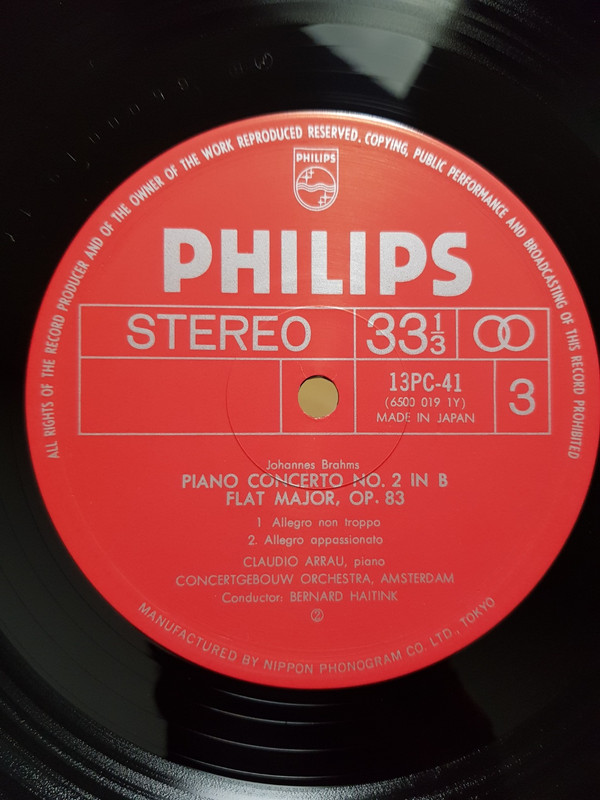 ALL RIGHTS OF THE RECORD PRODUCER AND OF THE OWNER OF THE WORK REPRODUCED RESERVED. COPYING, PUBLIC PERFORMANCE AND BROADCASTING OF THIS RECORD PROHIBITED
PHILIPS
PHILIPS
STEREO 33 1/3
13PC-41
(6500 019 1Y)
MADE IN JAPAN
3
Johannes Brahms
PIANO CONCERTO NO. 2 IN B
FLAT MAJOR, OP. 83
1 Allegro non troppo
2. Allegro appassionato
CLAUDIO ARRAU, piano
CONCERTGEBOUW ORCHESTRA, AMSTERDAM
Conductor: BERNARD HAITINK
②
MANUFACTURED BY NIPPON PHONOGRAM CO. LTD., TOKYO